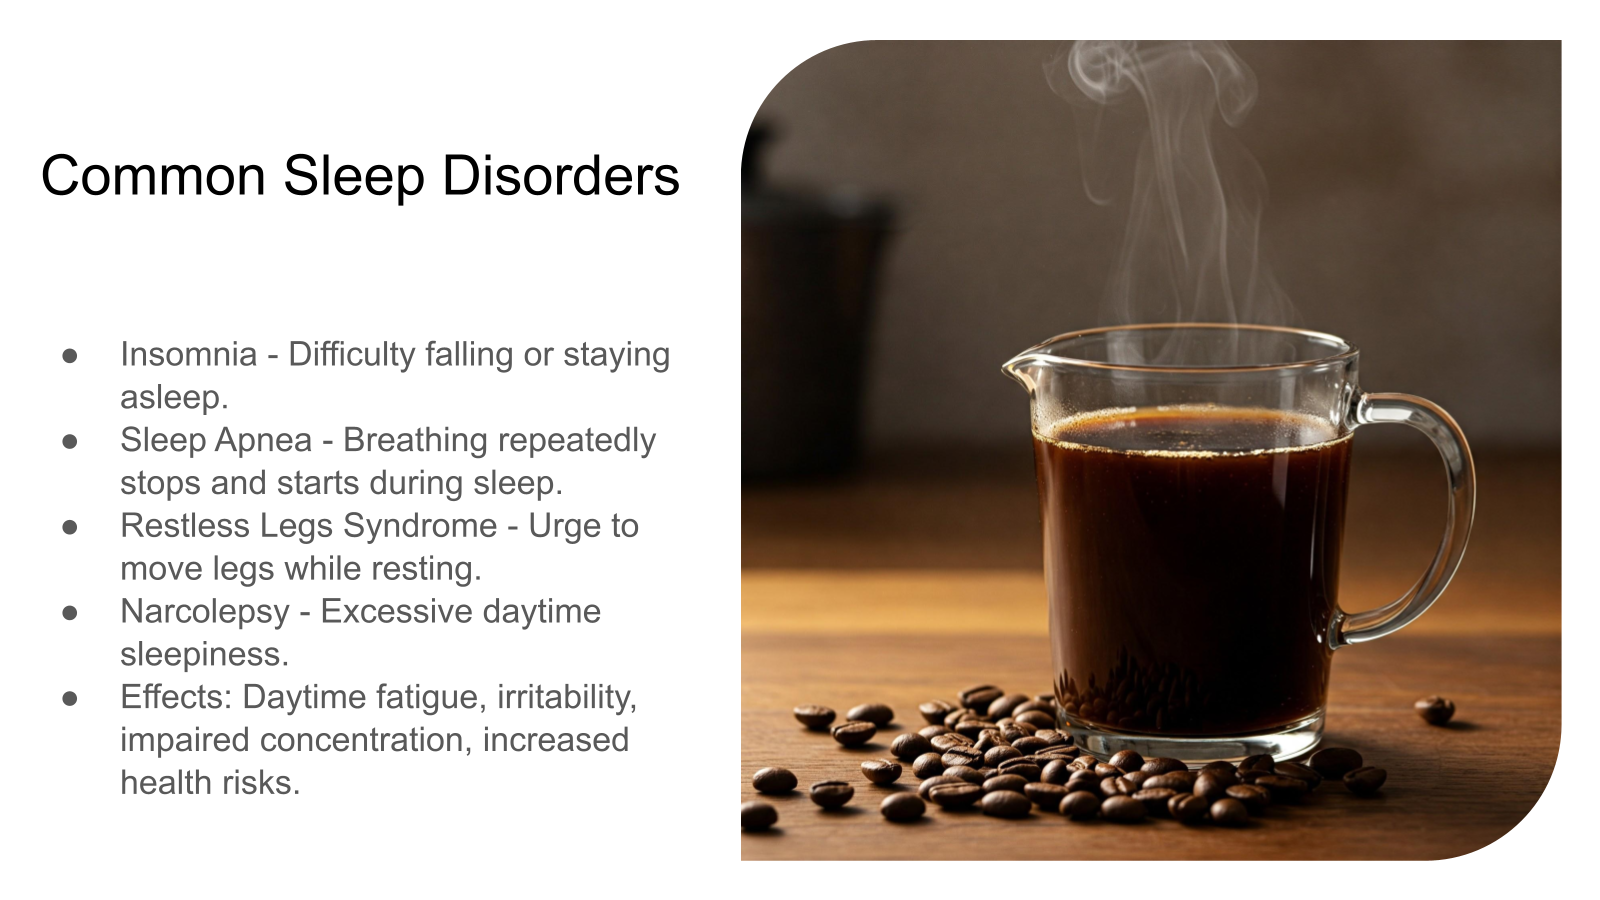 Common Sleep Disorders
● Insomnia - Difficulty falling or staying
asleep.
● Sleep Apnea - Breathing repeatedly
stops and starts during sleep.
● Restless Legs Syndrome - Urge to
move legs while resting.
● Narcolepsy - Excessive daytime
sleepiness.
● Effects: Daytime fatigue, irritability,
impaired concentration, increased
health risks.